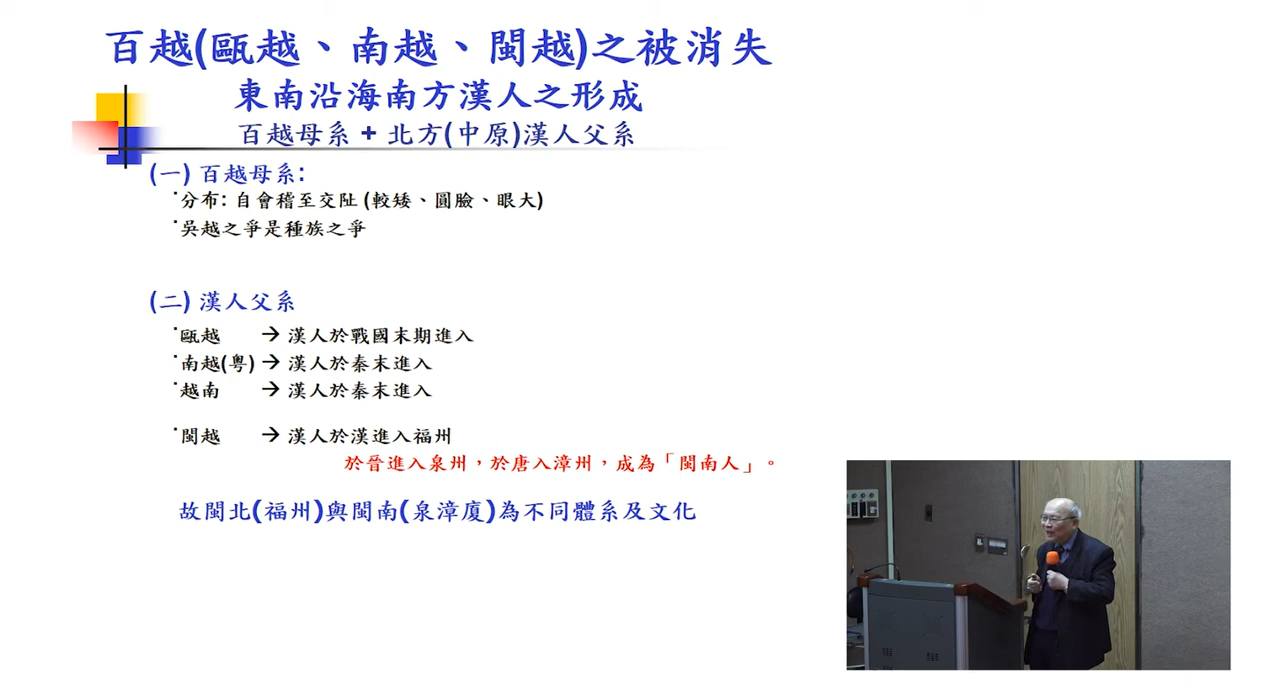 百越(甌越、南越、閩越)之被消失
東南沿海南方漢人之形成
百越母系 + 北方(中原)漢人父系
(一) 百越母系:
˙分布: 自會稽至交阯 (較矮、圓臉、眼大)
˙吳越之爭是種族之爭
(二) 漢人父系
˙甌越 → 漢人於戰國末期進入
˙南越(粵) → 漢人於秦末進入
˙越南 → 漢人於秦末進入
˙閩越 → 漢人於漢進入福州
於晉進入泉州，於唐入漳州，成為「閩南人」。
故閩北(福州)與閩南(泉漳廈)為不同體系及文化